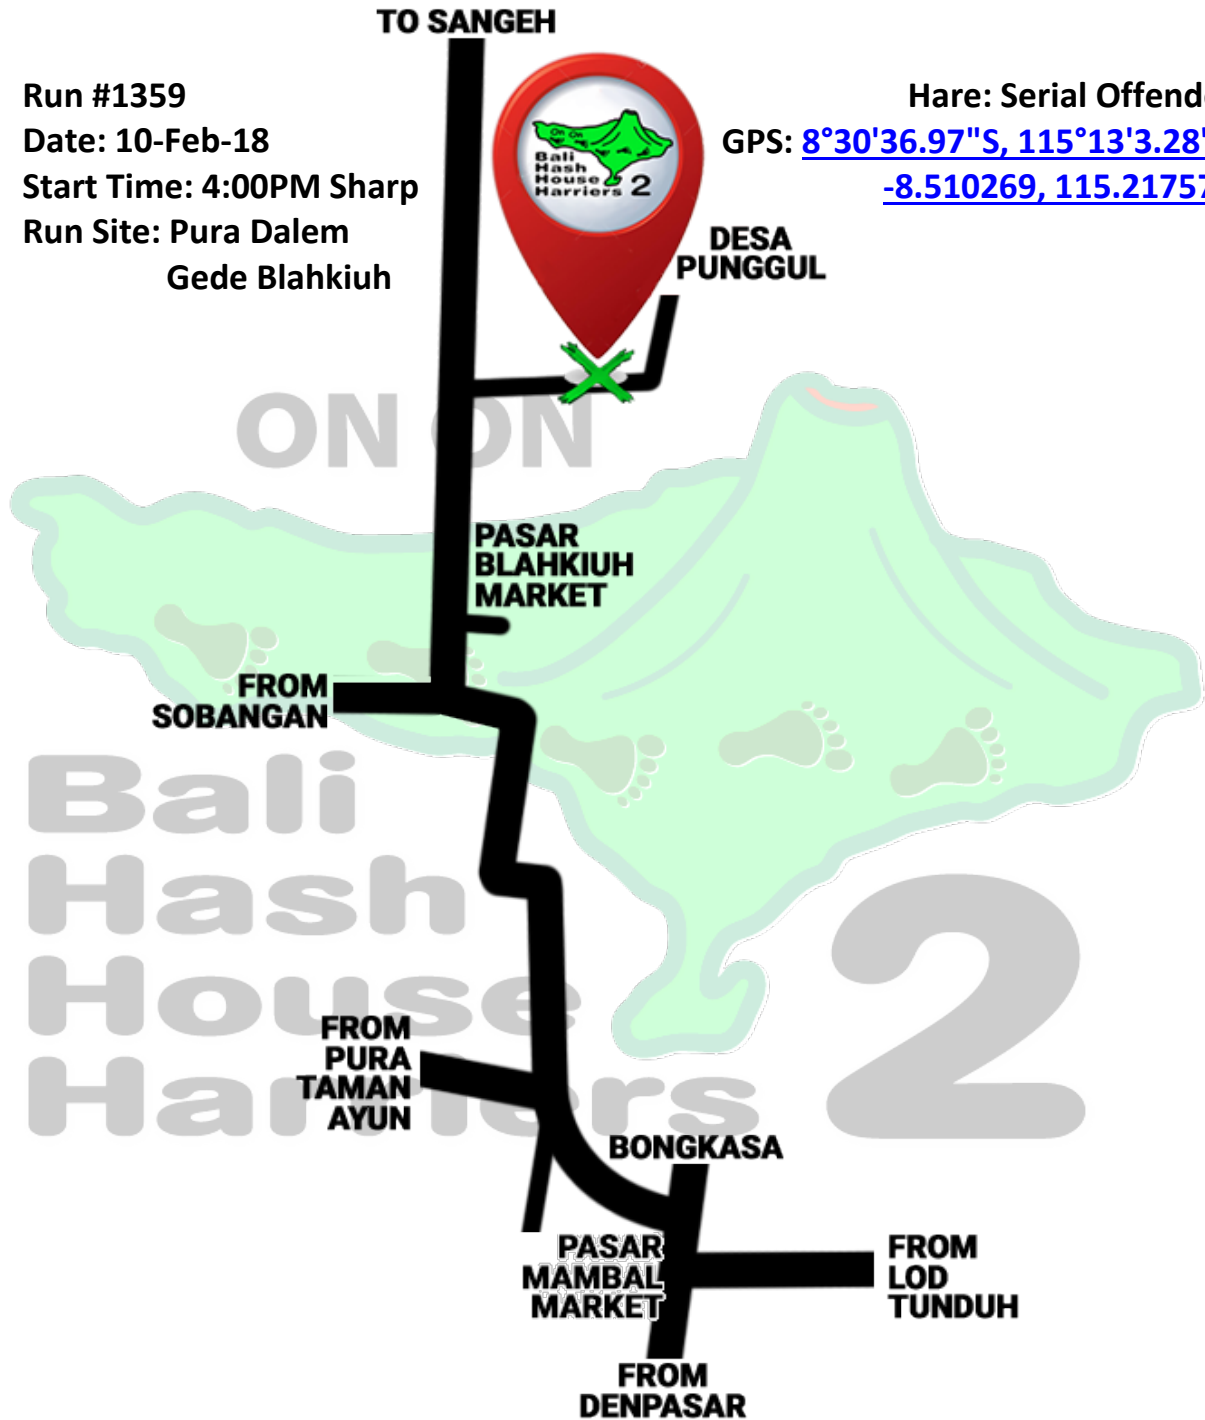 TO SANGEH
Run #1359
Date: 10-Feb-18
Start Time: 4:00PM Sharp
Run Site: Pura Dalem
Gede Blahkiuh
Hare: Serial Offend
GPS: 8°30'36.97"S, 115°13'3.28"
-8.510269, 115.21757
On On
Bali
Hash
House
Harriers 2
DESA
PUNGGUL
ON ON
PASAR
BLAHKIUH
MARKET
FROM
SOBANGAN
Bali
Hash
House
Harriers 2
FROM
PURA
TAMAN
AYUN
BONGKASA
PASAR
MAMBAL
MARKET
FROM
LOD
TUNDUH
FROM
DENPASAR